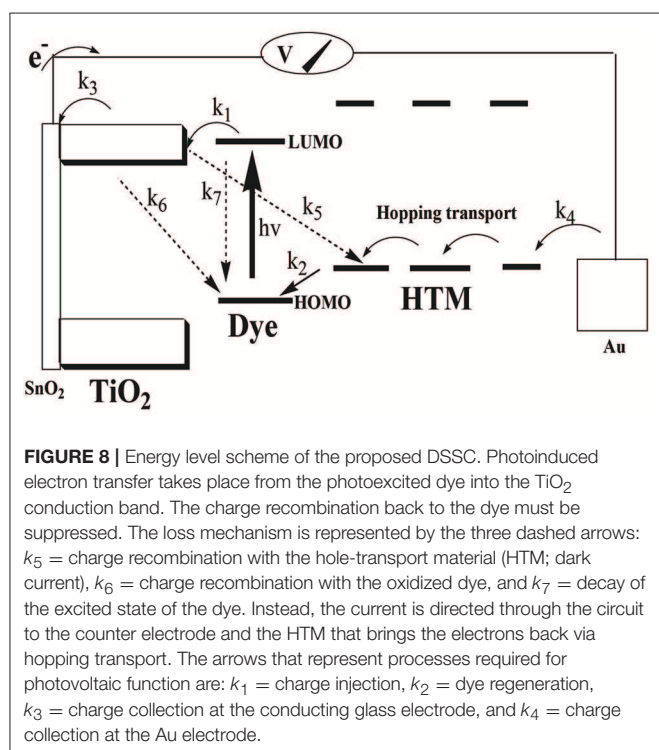 e-
V
k3
k1
LUMO
k6
k7
k5
hν
Hopping transport
k4
k2
HOMO
HTM
Dye
Au
SnO2
TiO2
FIGURE 8 | Energy level scheme of the proposed DSSC. Photoinduced
electron transfer takes place from the photoexcited dye into the TiO2
conduction band. The charge recombination back to the dye must be
suppressed. The loss mechanism is represented by the three dashed arrows:
k5 = charge recombination with the hole-transport material (HTM; dark
current), k6 = charge recombination with the oxidized dye, and k7 = decay of
the excited state of the dye. Instead, the current is directed through the circuit
to the counter electrode and the HTM that brings the electrons back via
hopping transport. The arrows that represent processes required for
photovoltaic function are: k1 = charge injection, k2 = dye regeneration,
k3 = charge collection at the conducting glass electrode, and k4 = charge
collection at the Au electrode.